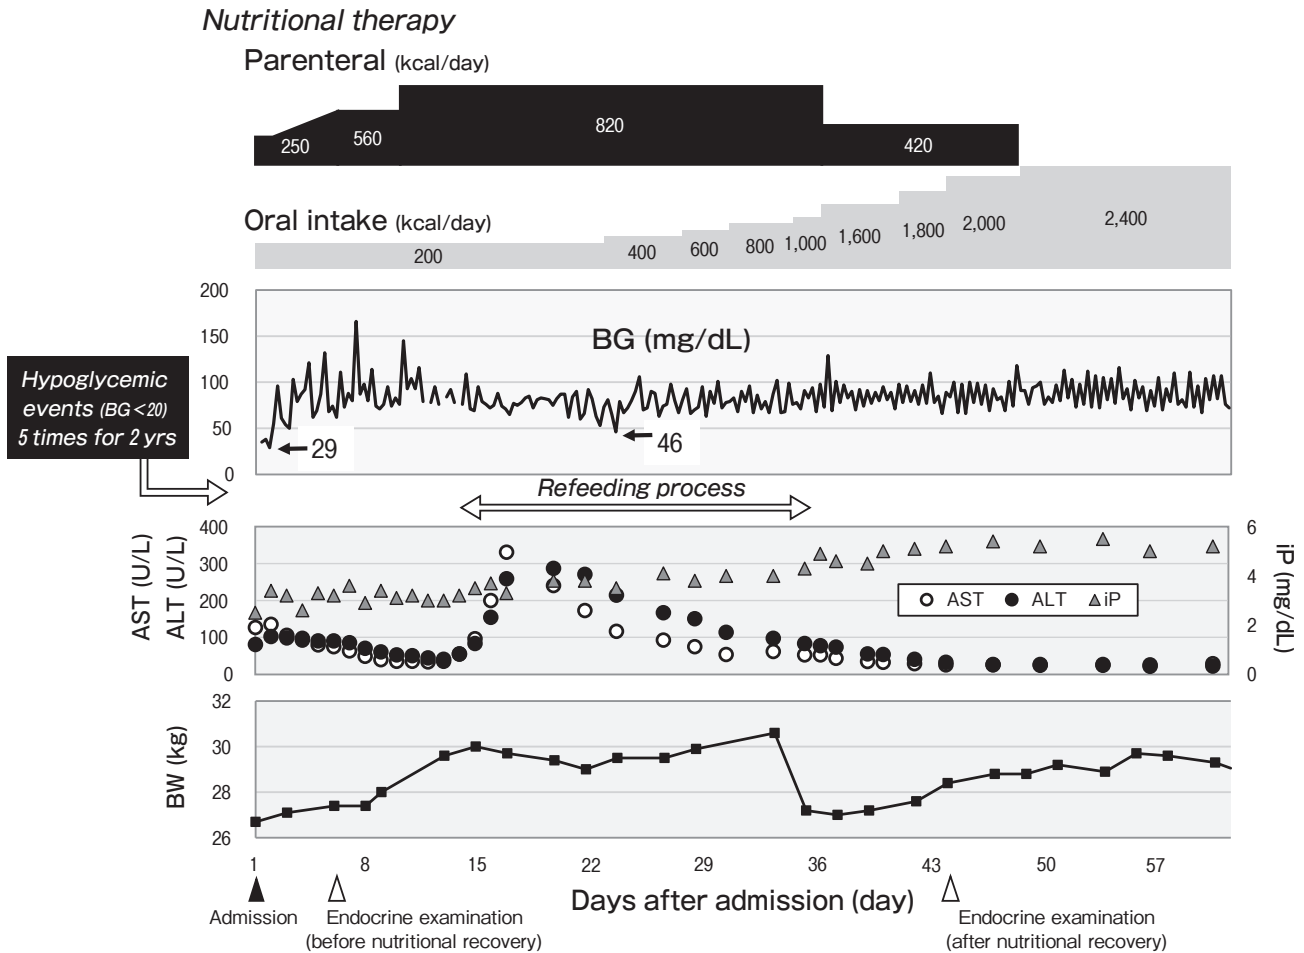 Nutritional therapy
Parenteral (kcal/day)
250
560
820
420
Oral intake (kcal/day)
200
400
600
800
1,000
1,600
1,800
2,000
2,400
200
150
100
50
0
BG (mg/dL)
29
46
Hypoglycemic
events (BG<20)
5 times for 2 yrs
Refeeding process
AST (U/L)
ALT (U/L)
400
300
200
100
0
AST
ALT
iP
6
4
2
0
iP (mg/dL)
BW (kg)
32
30
28
26
1
8
15
22
29
36
43
50
57
Days after admission (day)
Admission
Endocrine examination
(before nutritional recovery)
Endocrine examination
(after nutritional recovery)